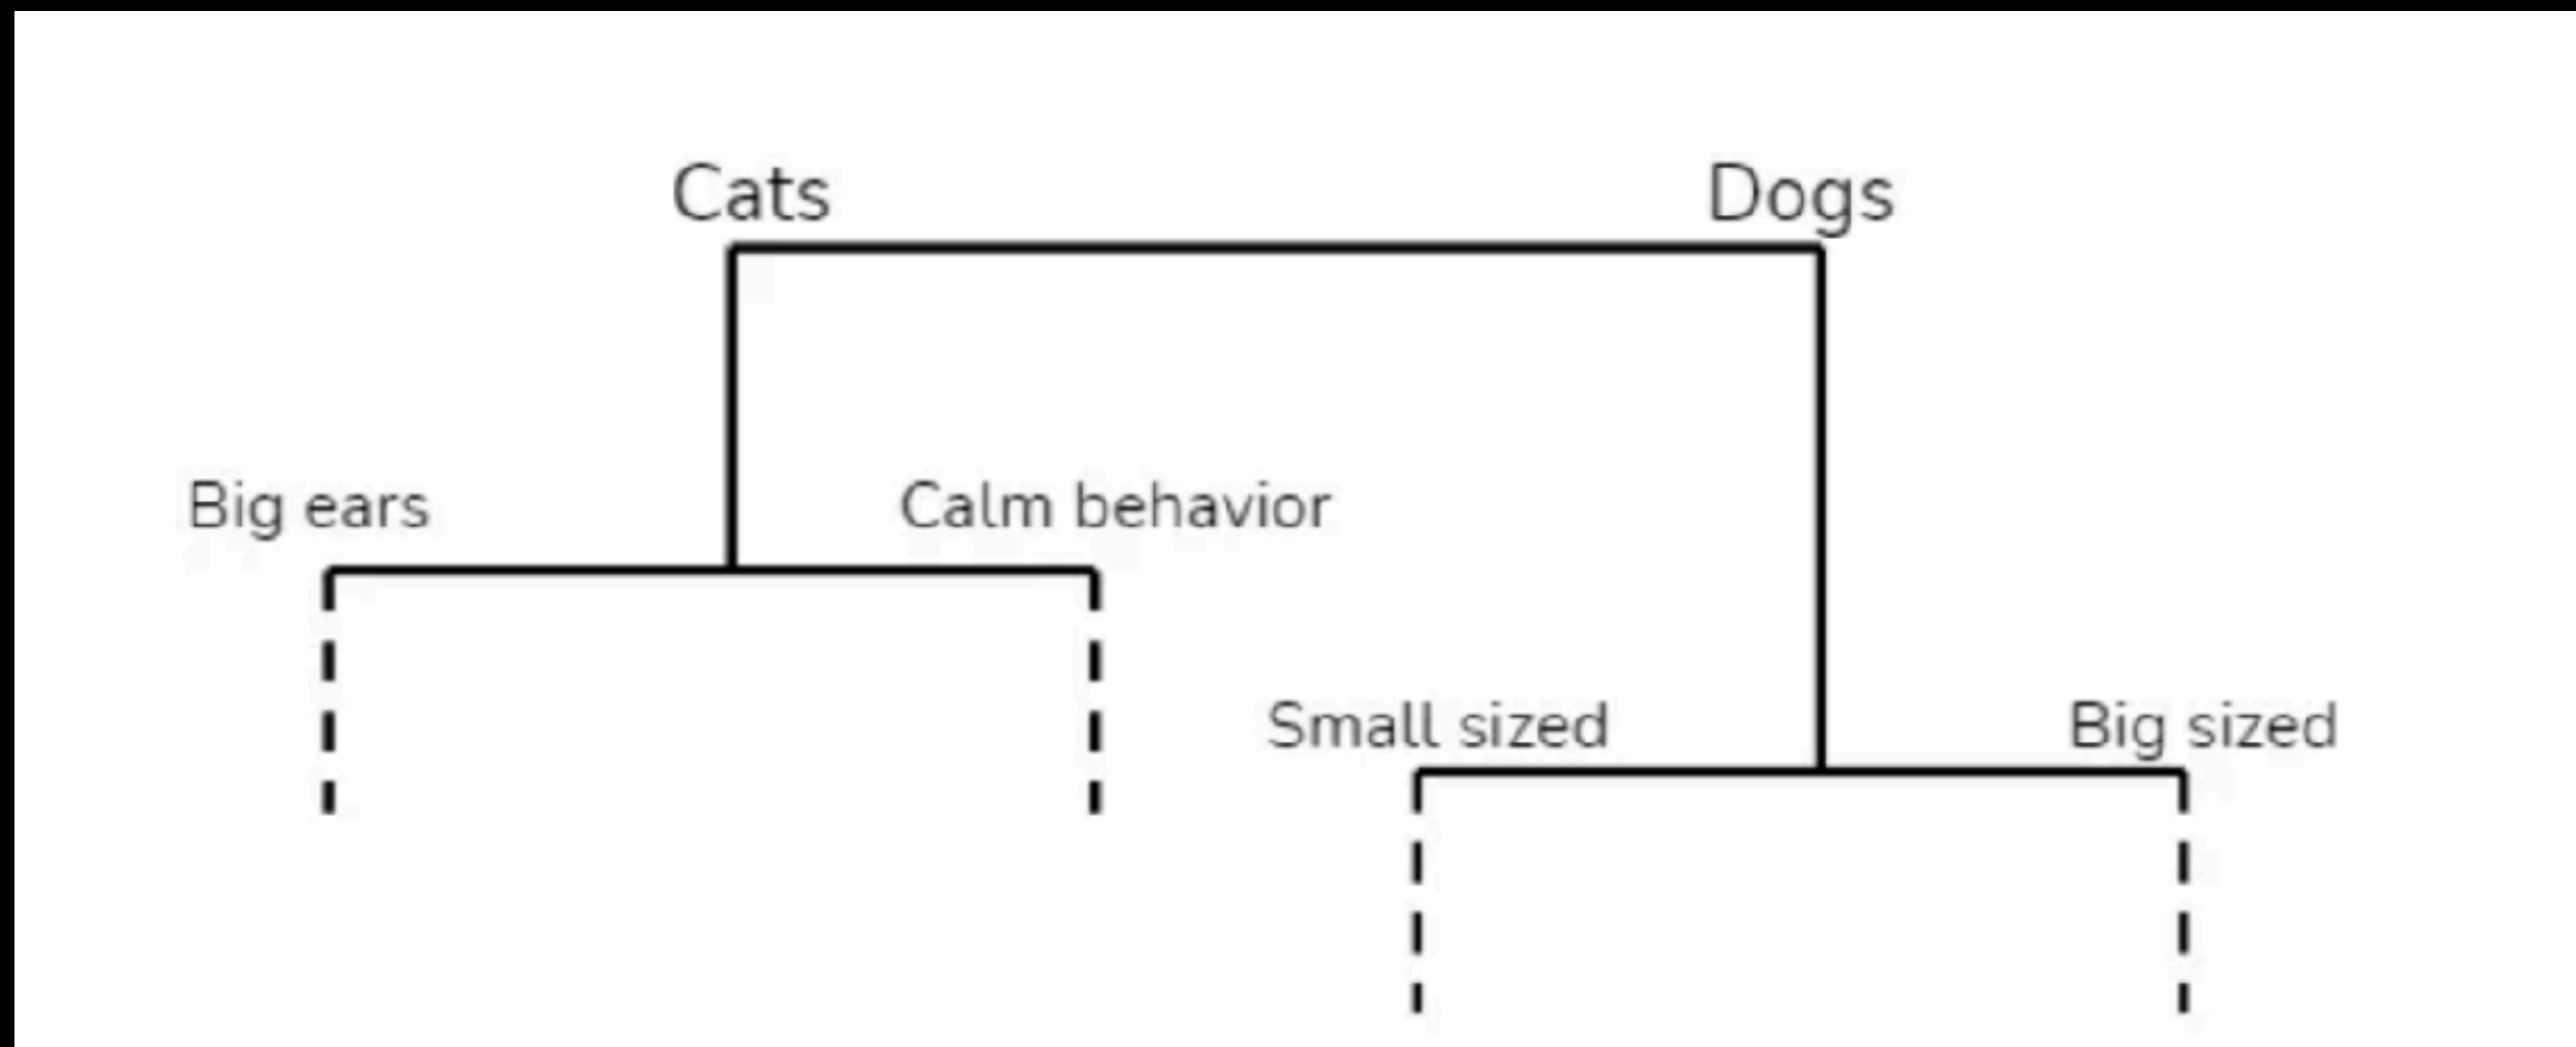 Cats
Dogs
Big ears
Calm behavior
Small sized
Big sized